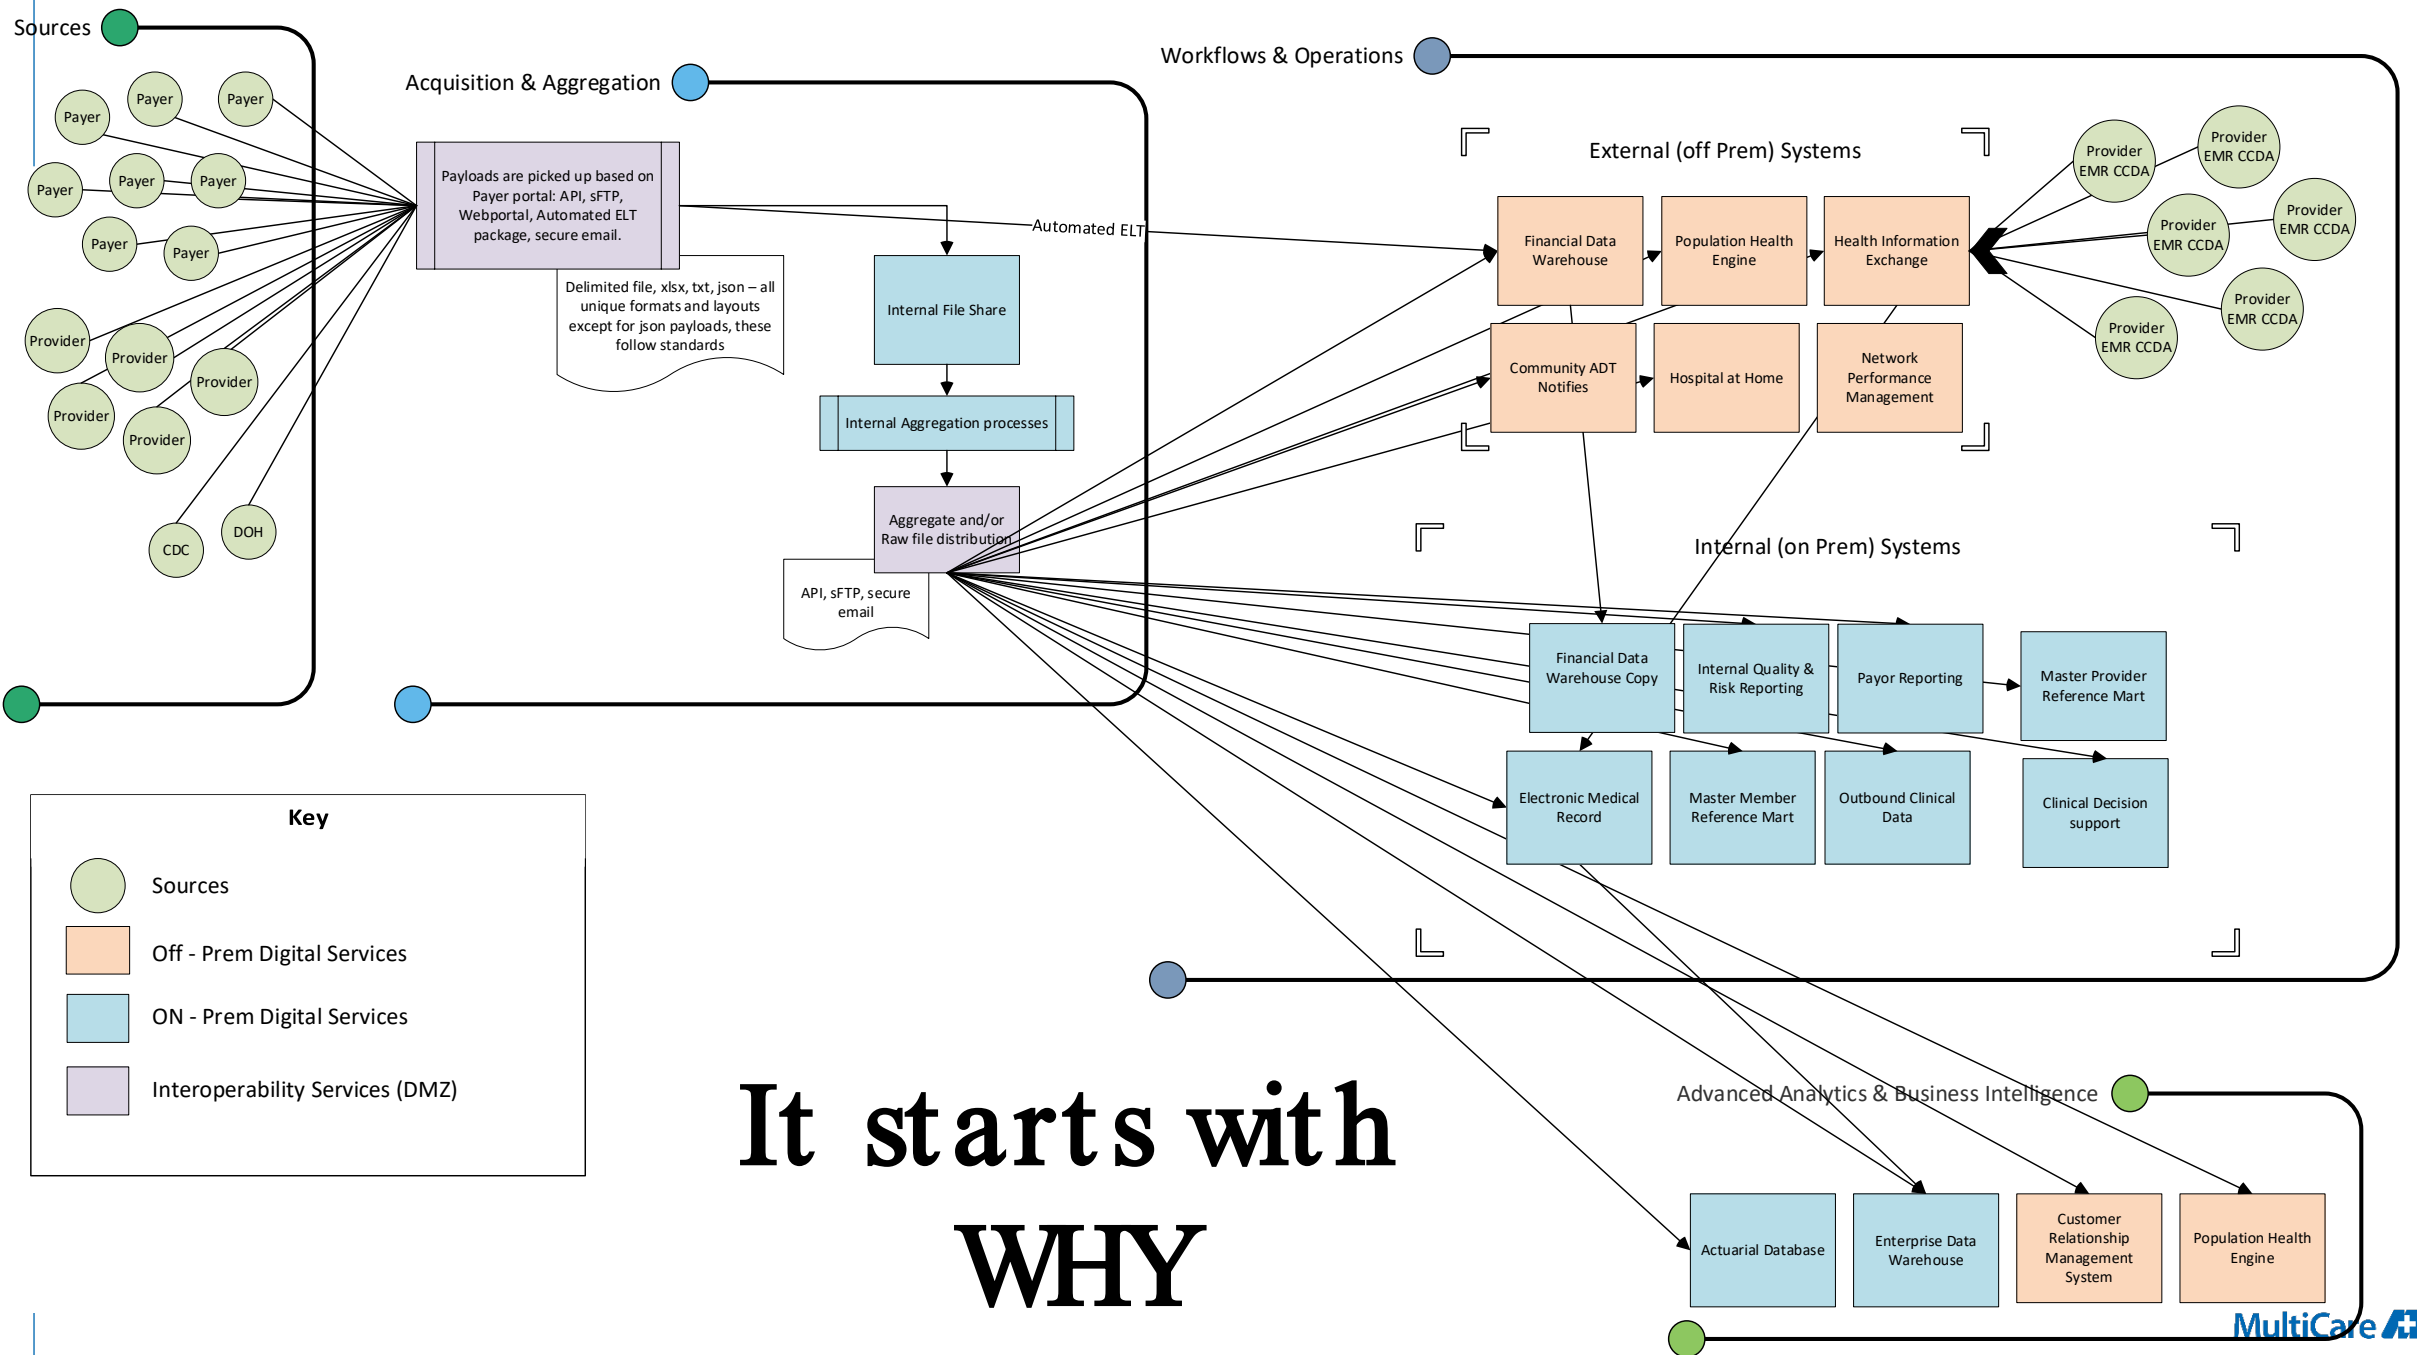 Sources
Payer
Payer
Payer
Payer
Payer
Payer
Payer
Payer
Provider
Provider
Provider
Provider
Provider
CDC
DOH
Acquisition & Aggregation
Payloads are picked up based on
Payer portal: API, sFTP,
Webportal, Automated ELT
package, secure email.
Delimited file, xlsx, txt, json – all
unique formats and layouts
except for json payloads, these
follow standards
Automated ELT
Internal File Share
Internal Aggregation processes
Aggregate and/or
Raw file distribution
API, sFTP, secure
email
Workflows & Operations
External (off Prem) Systems
Financial Data
Warehouse
Population Health
Engine
Health Information
Exchange
Community ADT
Notifies
Hospital at Home
Network
Performance
Management
Provider
EMR CCDA
Provider
EMR CCDA
Provider
EMR CCDA
Provider
EMR CCDA
Provider
EMR CCDA
Provider
EMR CCDA
Internal (on Prem) Systems
Financial Data
Warehouse Copy
Internal Quality &
Risk Reporting
Payor Reporting
Master Provider
Reference Mart
Electronic Medical
Record
Master Member
Reference Mart
Outbound Clinical
Data
Clinical Decision
support
Key
Sources
Off - Prem Digital Services
ON - Prem Digital Services
Interoperability Services (DMZ)
It starts with
WHY
Advanced Analytics & Business Intelligence
Actuarial Database
Enterprise Data
Warehouse
Customer
Relationship
Management
System
Population Health
Engine
MultiCare